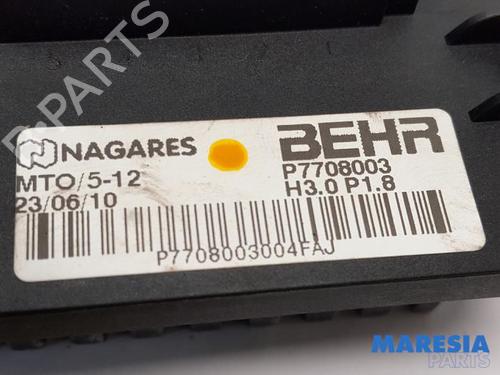 NAGARES
BEHR
MTO/5-12
P7708003
23/06/10
H3.0 P1.8
P7708003004FAJ
B-PARTS
MARESIA
PARTS